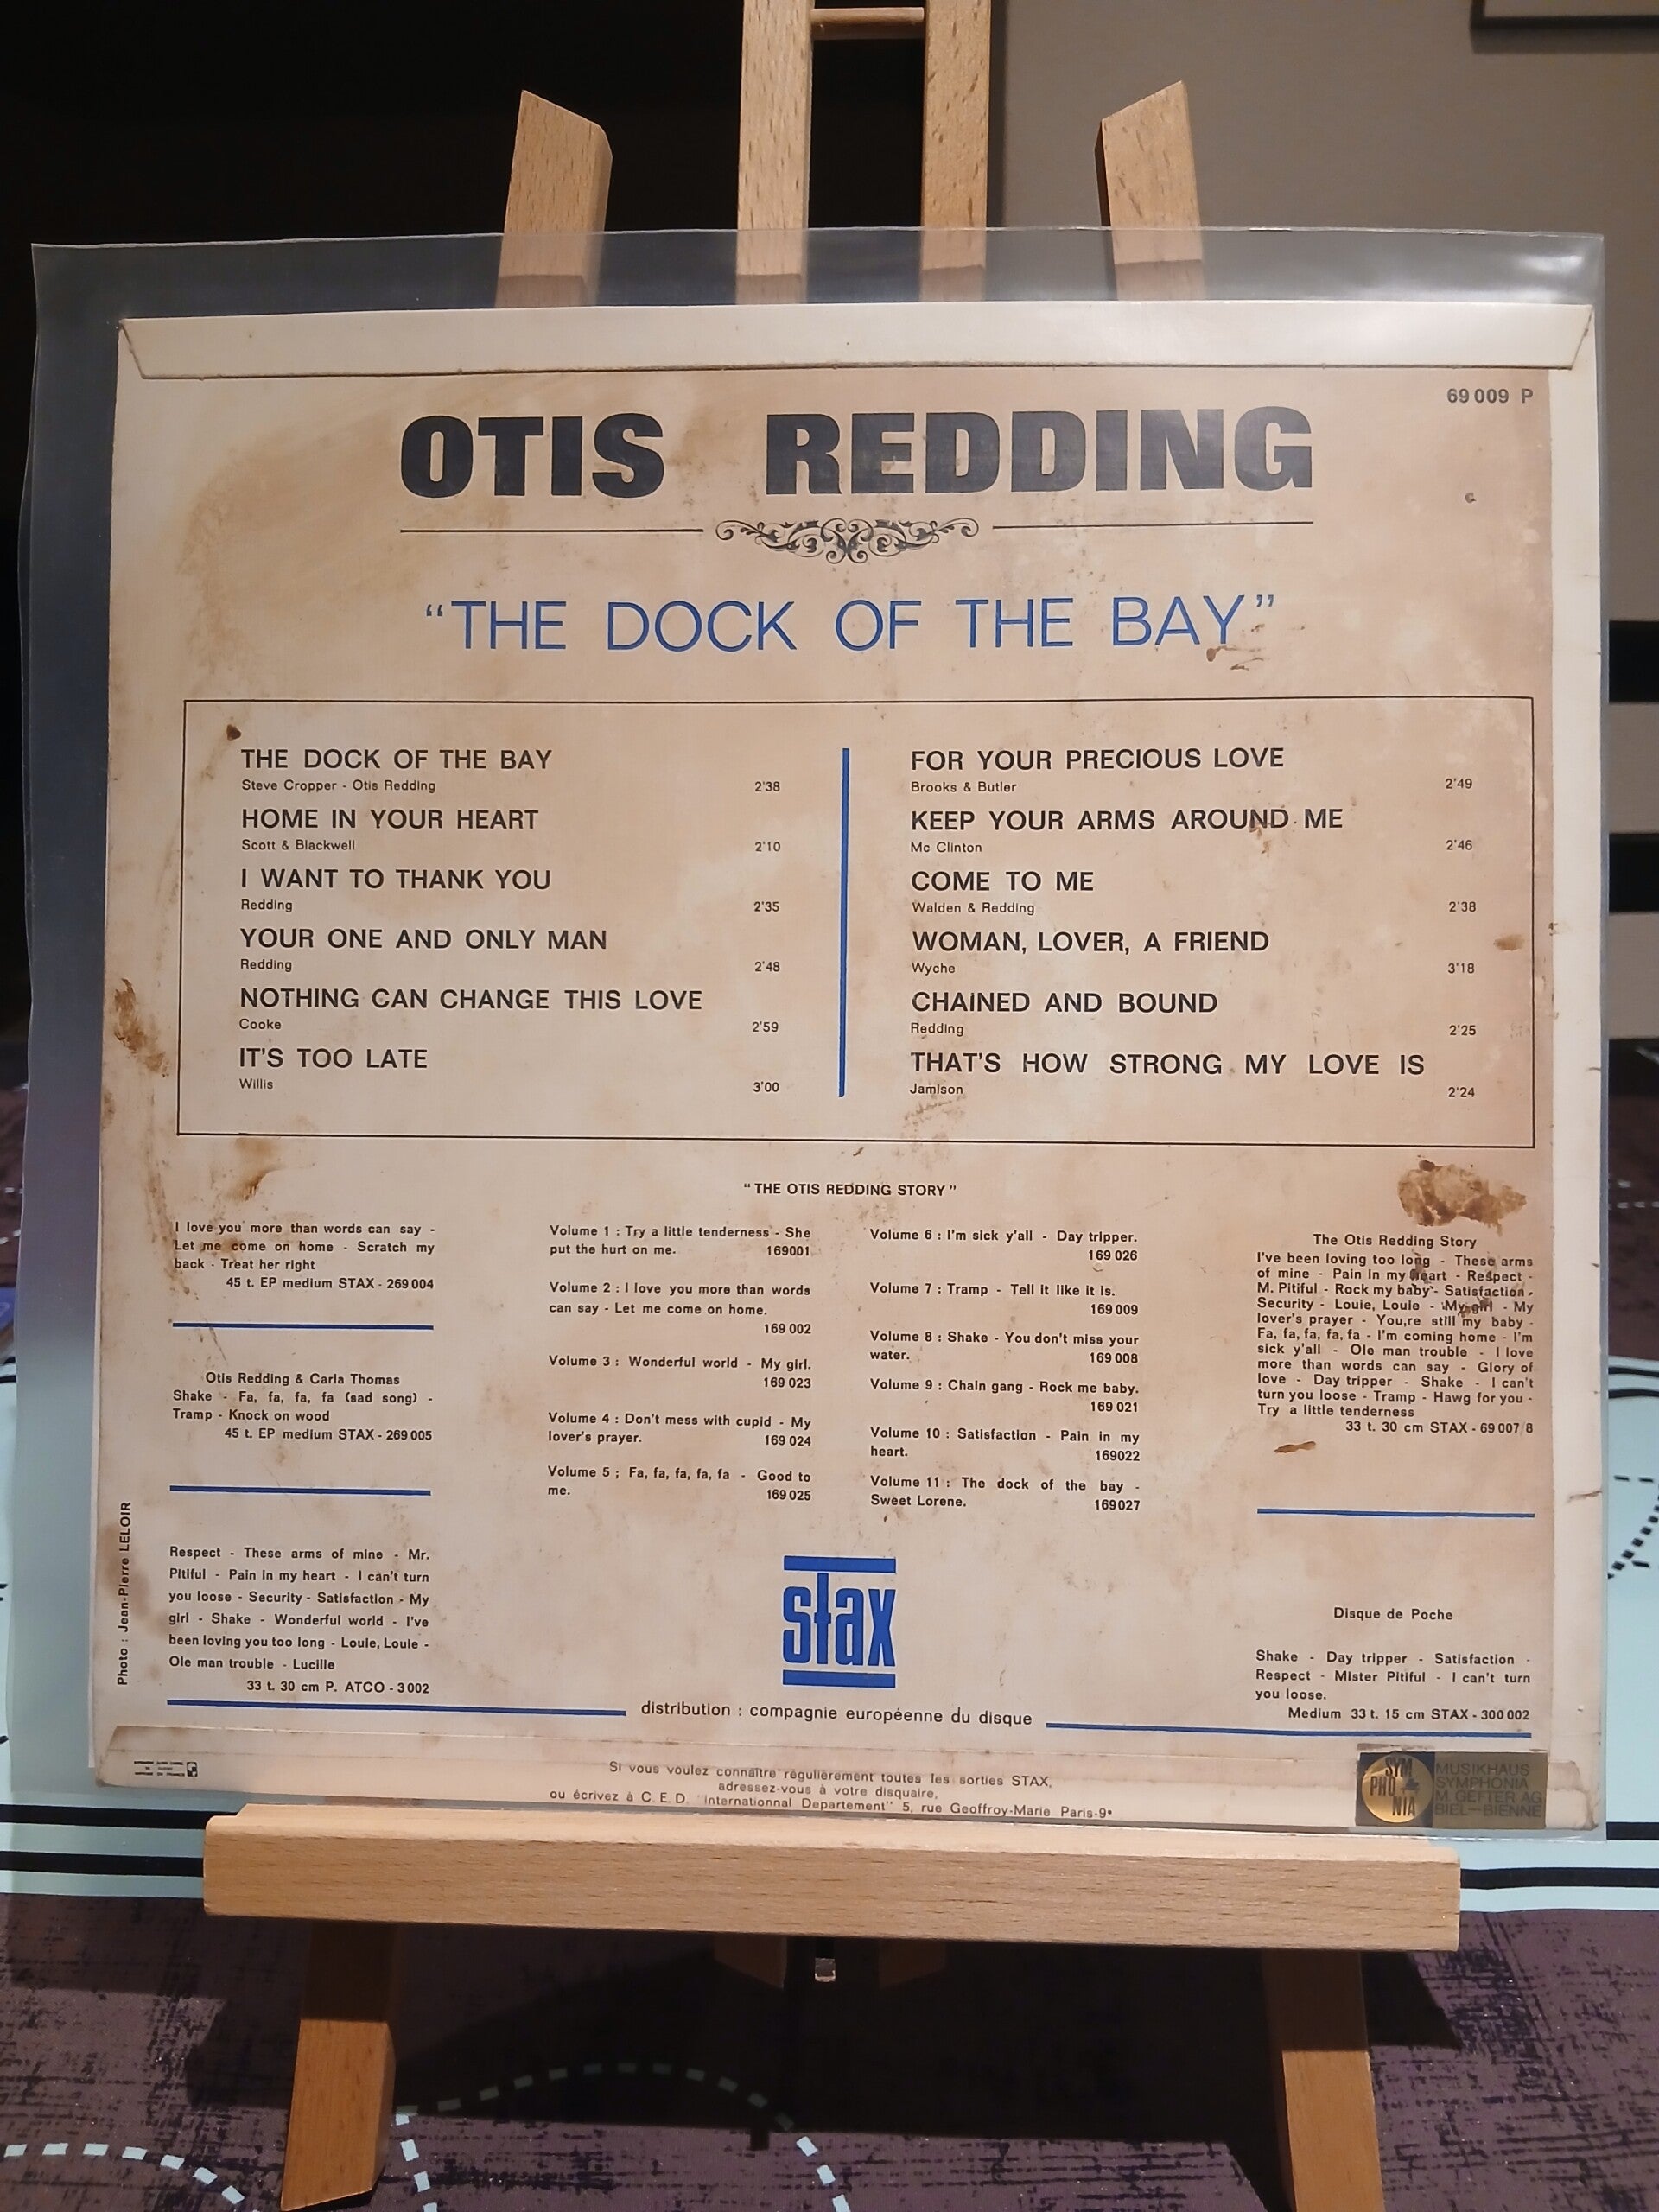 69 009 P
OTIS REDDING
“THE DOCK OF THE BAY”
THE DOCK OF THE BAY
Steve Cropper - Otis Redding 2'38
HOME IN YOUR HEART
Scott & Blackwell 2'10
I WANT TO THANK YOU
Redding 2'35
YOUR ONE AND ONLY MAN
Redding 2'48
NOTHING CAN CHANGE THIS LOVE
Cooke 2'59
IT'S TOO LATE
Willis 3'00
FOR YOUR PRECIOUS LOVE
Brooks & Butler 2'49
KEEP YOUR ARMS AROUND ME
Mc Clinton 2'46
COME TO ME
Walden & Redding 2'38
WOMAN, LOVER, A FRIEND
Wyche 3'18
CHAINED AND BOUND
Redding 2'25
THAT'S HOW STRONG MY LOVE IS
Jamison 2'24
“THE OTIS REDDING STORY”
I love you more than words can say -
Let me come on home - Scratch my
back - Treat her right
45 t. EP medium STAX - 269 004
Otis Redding & Carla Thomas
Shake - Fa, fa, fa, fa (sad song) -
Tramp - Knock on wood
45 t. EP medium STAX - 269 005
Respect - These arms of mine - Mr.
Pitiful - Pain in my heart - I can't turn
you loose - Security - Satisfaction - My
girl - Shake - Wonderful world - I've
been loving you too long - Louie, Louie -
Ole man trouble - Lucille
33 t. 30 cm P. ATCO - 3 002
Photo : Jean-Pierre LELOIR
Volume 1 : Try a little tenderness - She
put the hurt on me. 169001
Volume 2 : I love you more than words
can say - Let me come on home.
169 002
Volume 3 : Wonderful world - My girl.
169 023
Volume 4 : Don't mess with cupid - My
lover's prayer. 169 024
Volume 5 ; Fa, fa, fa, fa, fa - Good to
me. 169 025
Volume 6 : I'm sick y'all - Day tripper.
169 026
Volume 7 : Tramp - Tell it like it is.
169 009
Volume 8 : Shake - You don't miss your
water. 169 008
Volume 9 : Chain gang - Rock me baby.
169 021
Volume 10 : Satisfaction - Pain in my
heart. 169022
Volume 11 : The dock of the bay -
Sweet Lorene. 169027
The Otis Redding Story
I've been loving too long - These arms
of mine - Pain in my heart - Respect -
M. Pitiful - Rock my baby - Satisfaction -
Security - Louie, Louie - My girl - My
lover's prayer - You,re still my baby -
Fa, fa, fa, fa, fa - I'm coming home - I'm
sick y'all - Ole man trouble - I love
more than words can say - Glory of
love - Day tripper - Shake - I can't
turn you loose - Tramp - Hawg for you -
Try a little tenderness
33 t. 30 cm STAX - 69 007/8
Disque de Poche
Shake - Day tripper - Satisfaction -
Respect - Mister Pitiful - I can't turn
you loose.
Medium 33 t. 15 cm STAX - 300 002
stax
distribution : compagnie européenne du disque
Si vous voulez connaître régulièrement toutes les sorties STAX,
adressez-vous à votre disquaire,
ou écrivez à C.E.D. "Internationnal Departement" 5, rue Geoffroy-Marie Paris-9e
SYM
PHO
NIA
MUSIKHAUS
SYMPHONIA
M. GEFTER AG
BIEL-BIENNE